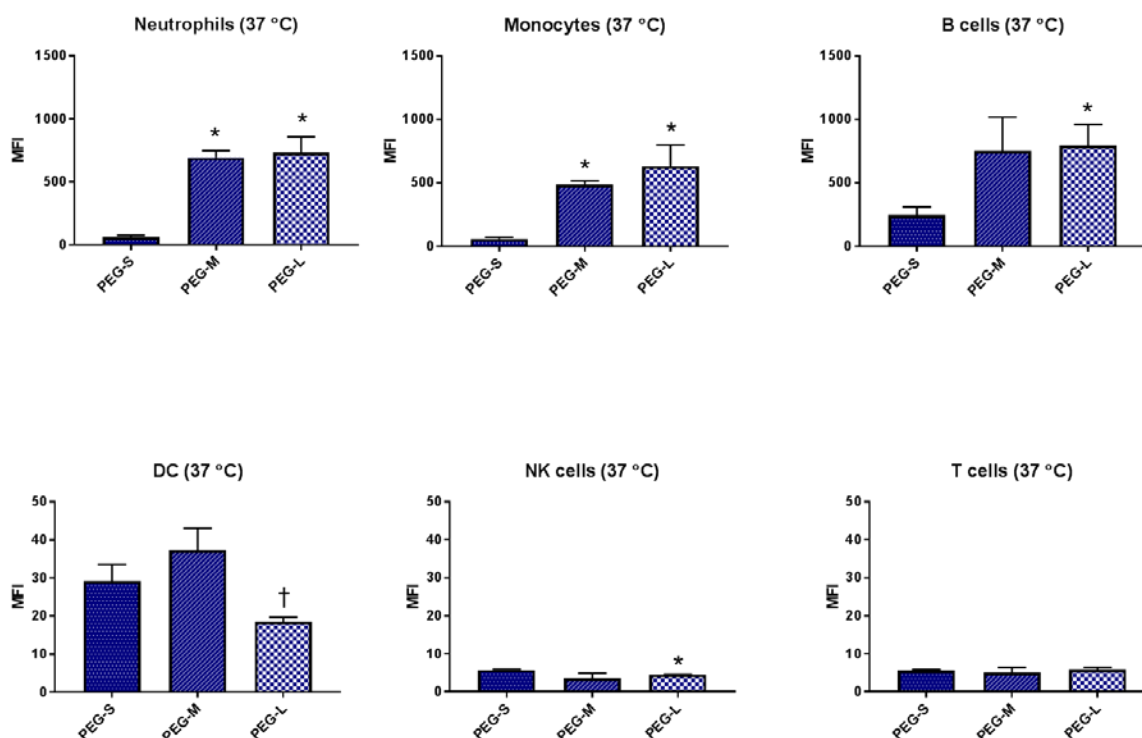 Neutrophils (37 °C)
1500
1000
500
0
MFI
*
*
PEG-S
PEG-M
PEG-L
Monocytes (37 °C)
1500
1000
500
0
MFI
*
*
PEG-S
PEG-M
PEG-L
B cells (37 °C)
1500
1000
500
0
MFI
*
PEG-S
PEG-M
PEG-L
DC (37 °C)
50
40
30
20
10
0
MFI
†
PEG-S
PEG-M
PEG-L
NK cells (37 °C)
50
40
30
20
10
0
MFI
*
PEG-S
PEG-M
PEG-L
T cells (37 °C)
50
40
30
20
10
0
MFI
PEG-S
PEG-M
PEG-L